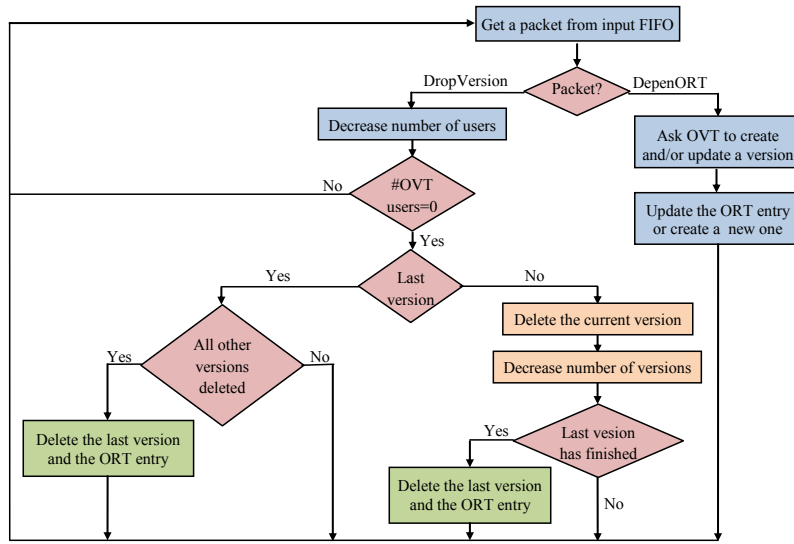 Get a packet from input FIFO
DropVersion
Packet?
DepenORT
Decrease number of users
Ask OVT to create
and/or update a version
No
#OVT
users=0
Update the ORT entry
or create a new one
Yes
Yes
Last
version
No
Delete the current version
Yes
All other
versions
deleted
No
Decrease number of versions
Delete the last version
and the ORT entry
Yes
Last vesion
has finished
Delete the last version
and the ORT entry
No